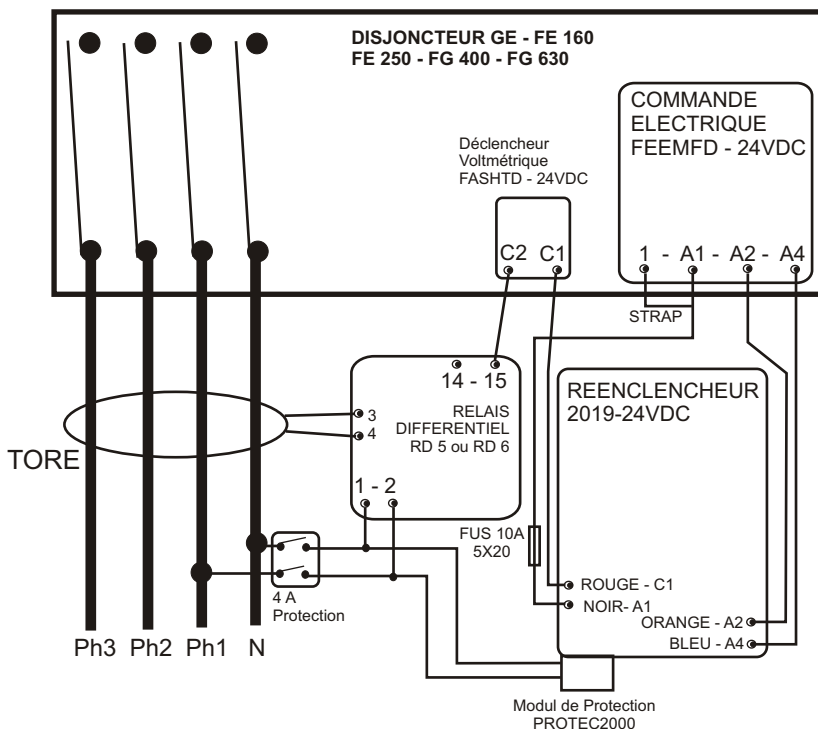 DISJONCTEUR GE - FE 160
FE 250 - FG 400 - FG 630
COMMANDE
ELECTRIQUE
FEEMFD - 24VDC
1 - A1 - A2 - A4
STRAP
Déclencheur
Voltmétrique
FASHTD - 24VDC
C2 C1
14 - 15
RELAIS
DIFFERENTIEL
RD 5 ou RD 6
3
4
1 - 2
TORE
REENCLENCHEUR
2019-24VDC
FUS 10A
5X20
ROUGE - C1
NOIR- A1
ORANGE - A2
BLEU - A4
4 A
Protection
Ph3 Ph2 Ph1 N
Modul de Protection
PROTEC2000